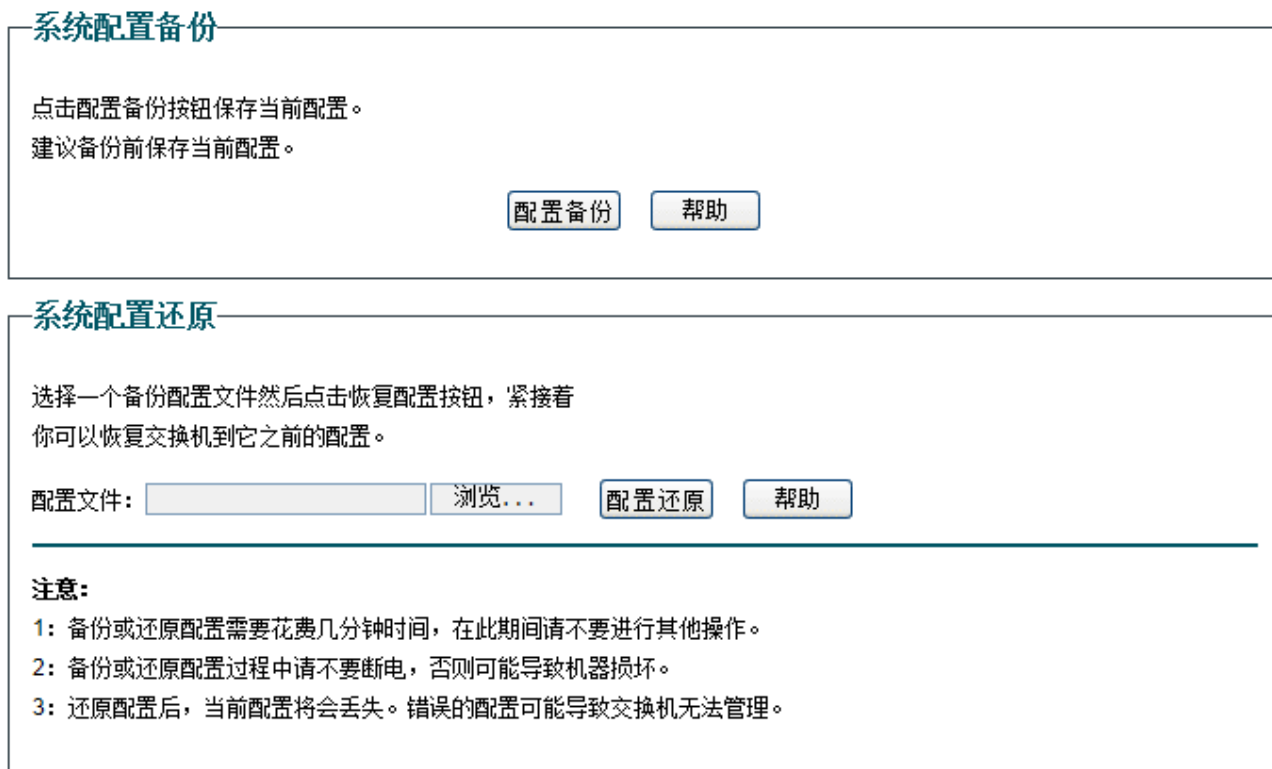 系统配置备份
点击配置备份按钮保存当前配置。
建议备份前保存当前配置。
配置备份 帮助
系统配置还原
选择一个备份配置文件然后点击恢复配置按钮，紧接着
你可以恢复交换机到它之前的配置。
配置文件： 浏览... 配置还原 帮助
注意：
1：备份或还原配置需要花费几分钟时间，在此期间请不要进行其他操作。
2：备份或还原配置过程中请不要断电，否则可能导致机器损坏。
3：还原配置后，当前配置将会丢失。错误的配置可能导致交换机无法管理。